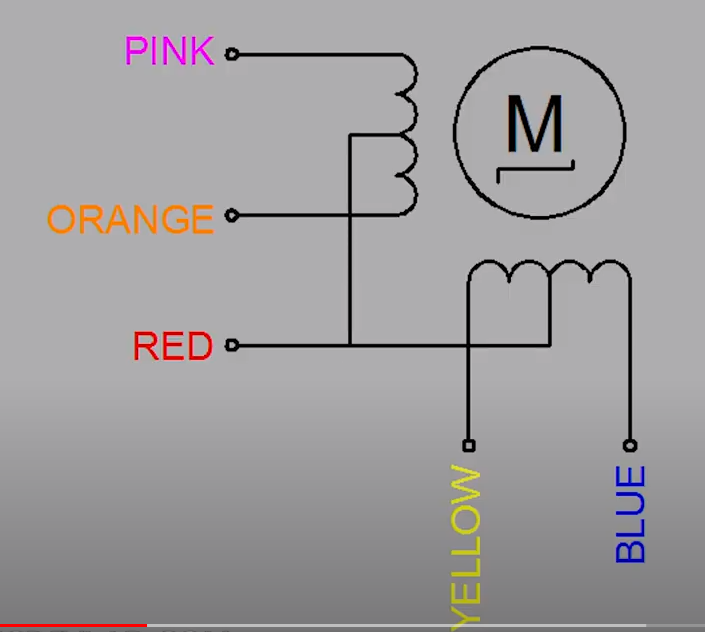 PINK
M
ORANGE
RED
YELLOW
BLUE